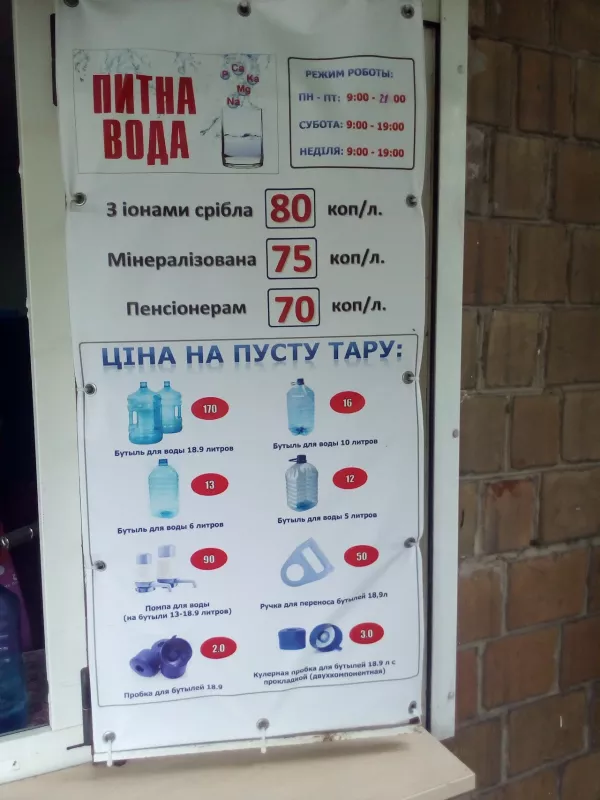 ПИТНА
ВОДА
P
Ca
Ka
Mg
Na
РЕЖИМ РОБОТЫ:
ПН - ПТ: 9:00 - 21 00
СУБОТА: 9:00 - 19:00
НЕДІЛЯ: 9:00 - 19:00
З іонами срібла 80 коп/л.
Мінералізована 75 коп/л.
Пенсіонерам 70 коп/л.
ЦІНА НА ПУСТУ ТАРУ:
170
16
Бутыль для воды 18.9 литров
Бутыль для воды 10 литров
13
12
Бутыль для воды 6 литров
Бутыль для воды 5 литров
90
50
Помпа для воды
(на бутыли 13-18.9 литров)
Ручка для переноса бутылей 18,9л
2.0
3.0
Пробка для бутылей 18.9
Кулерная пробка для бутылей 18.9 л с
прокладкой (двухкомпонентная)